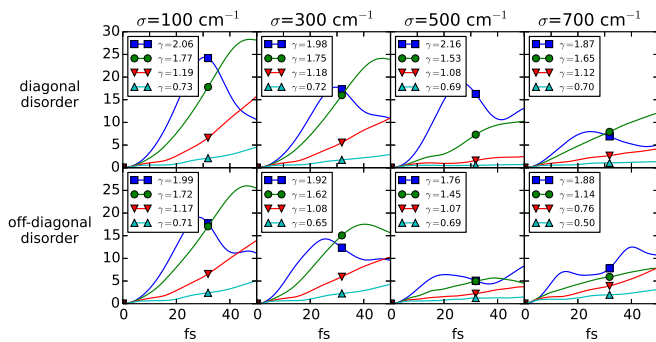 σ=100 cm⁻¹ σ=300 cm⁻¹ σ=500 cm⁻¹ σ=700 cm⁻¹
diagonal
disorder
30
25
20
15
10
5
0
γ=2.06
γ=1.77
γ=1.19
γ=0.73
γ=1.98
γ=1.75
γ=1.18
γ=0.72
γ=2.16
γ=1.53
γ=1.08
γ=0.69
γ=1.87
γ=1.65
γ=1.12
γ=0.70
off-diagonal
disorder
25
20
15
10
5
0
γ=1.99
γ=1.72
γ=1.17
γ=0.71
γ=1.92
γ=1.62
γ=1.08
γ=0.65
γ=1.76
γ=1.45
γ=1.07
γ=0.69
γ=1.88
γ=1.14
γ=0.76
γ=0.50
0 20 40 0 20 40 0 20 40 0 20 40
fs fs fs fs